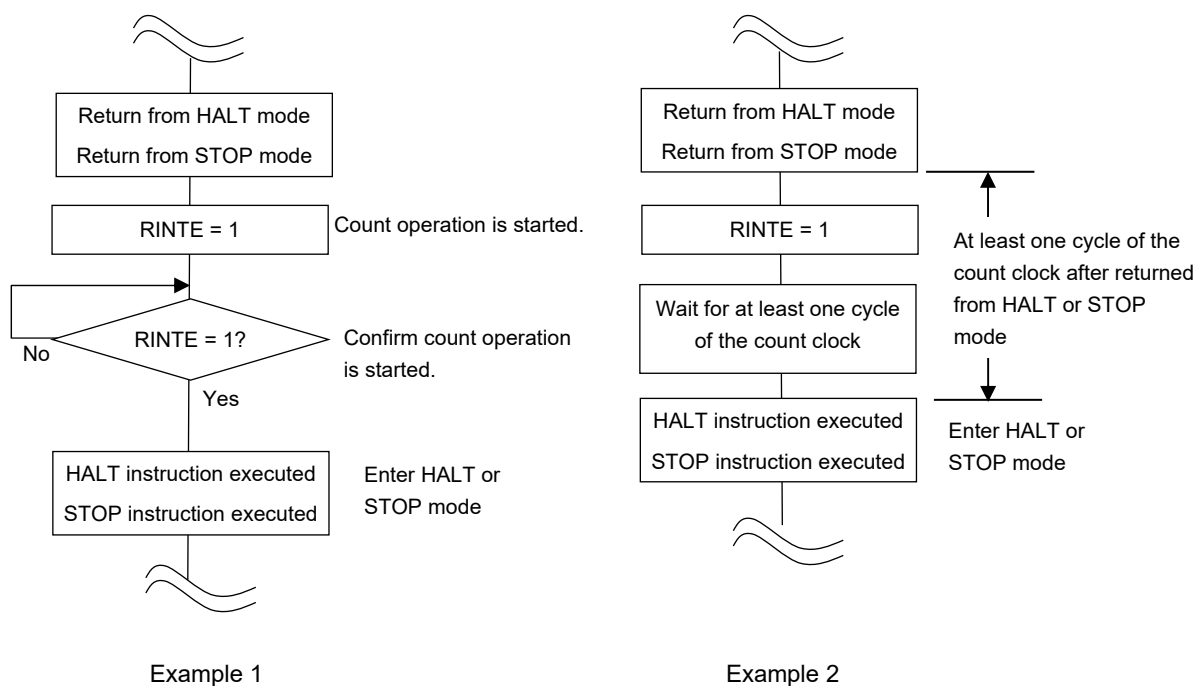 Return from HALT mode
Return from STOP mode
RINTE = 1
Count operation is started.
RINTE = 1?
No
Confirm count operation
is started.
Yes
HALT instruction executed
STOP instruction executed
Enter HALT or
STOP mode
Example 1
Return from HALT mode
Return from STOP mode
RINTE = 1
At least one cycle of the
count clock after returned
from HALT or STOP
mode
Wait for at least one cycle
of the count clock
HALT instruction executed
STOP instruction executed
Enter HALT or
STOP mode
Example 2